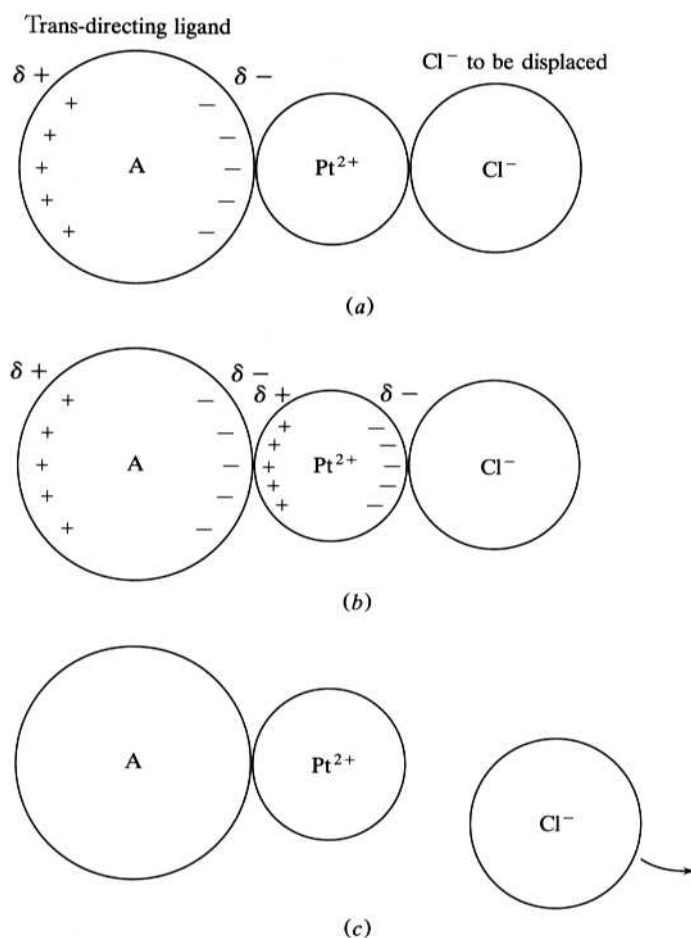 Trans-directing ligand
δ + δ − Cl⁻ to be displaced
+ −
+ −
+ A − Pt²⁺ Cl⁻
+ −
+ −
(a)
δ + δ −
δ + δ −
+ − + −
+ − + −
+ A − + Pt²⁺ − Cl⁻
+ − + −
+ − + −
(b)
A Pt²⁺
Cl⁻
(c)